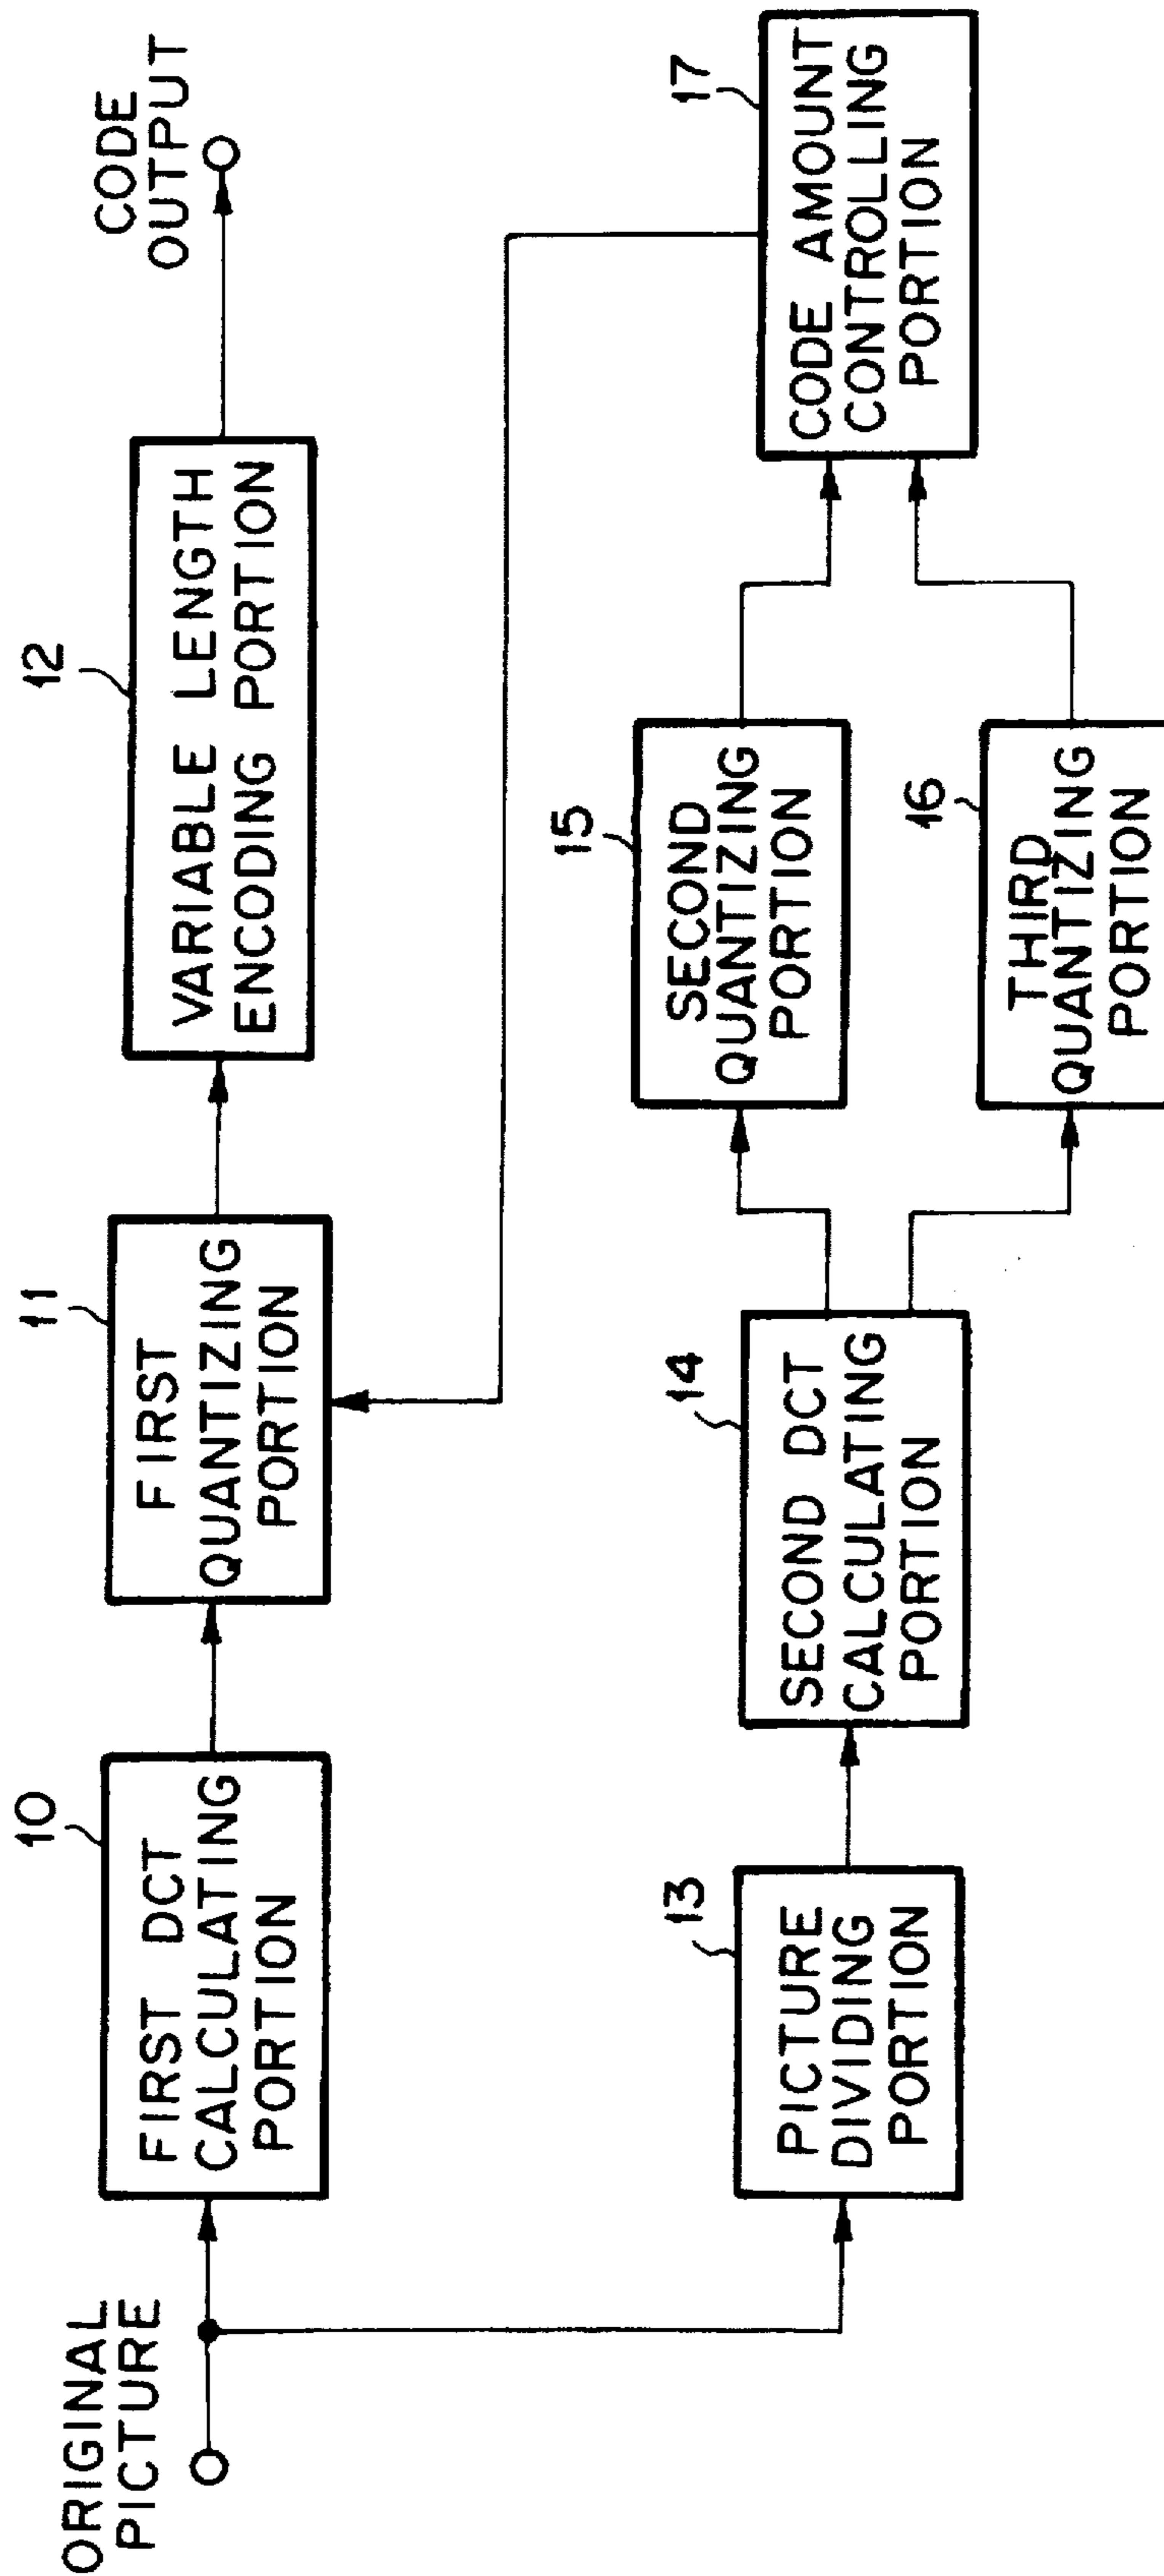 ORIGINAL
PICTURE
10
FIRST DCT
CALCULATING
PORTION
11
FIRST
QUANTIZING
PORTION
12
VARIABLE LENGTH
ENCODING PORTION
CODE
OUTPUT
13
PICTURE
DIVIDING
PORTION
14
SECOND DCT
CALCULATING
PORTION
15
SECOND
QUANTIZING
PORTION
16
THIRD
QUANTIZING
PORTION
17
CODE AMOUNT
CONTROLLING
PORTION